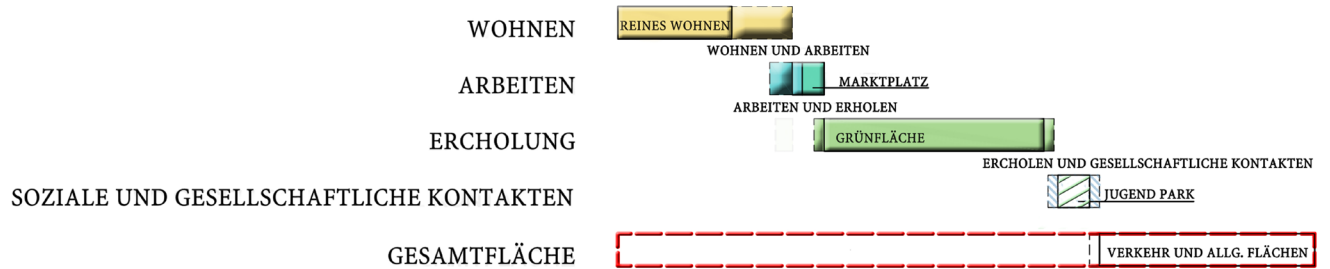 WOHNEN
REINES WOHNEN
WOHNEN UND ARBEITEN
ARBEITEN
MARKTPLATZ
ARBEITEN UND ERHOLEN
ERCHOLUNG
GRÜNFLÄCHE
ERCHOLEN UND GESELLSCHAFTLICHE KONTAKTEN
SOZIALE UND GESELLSCHAFTLICHE KONTAKTEN
JUGEND PARK
GESAMTFLÄCHE
VERKEHR UND ALLG. FLÄCHEN